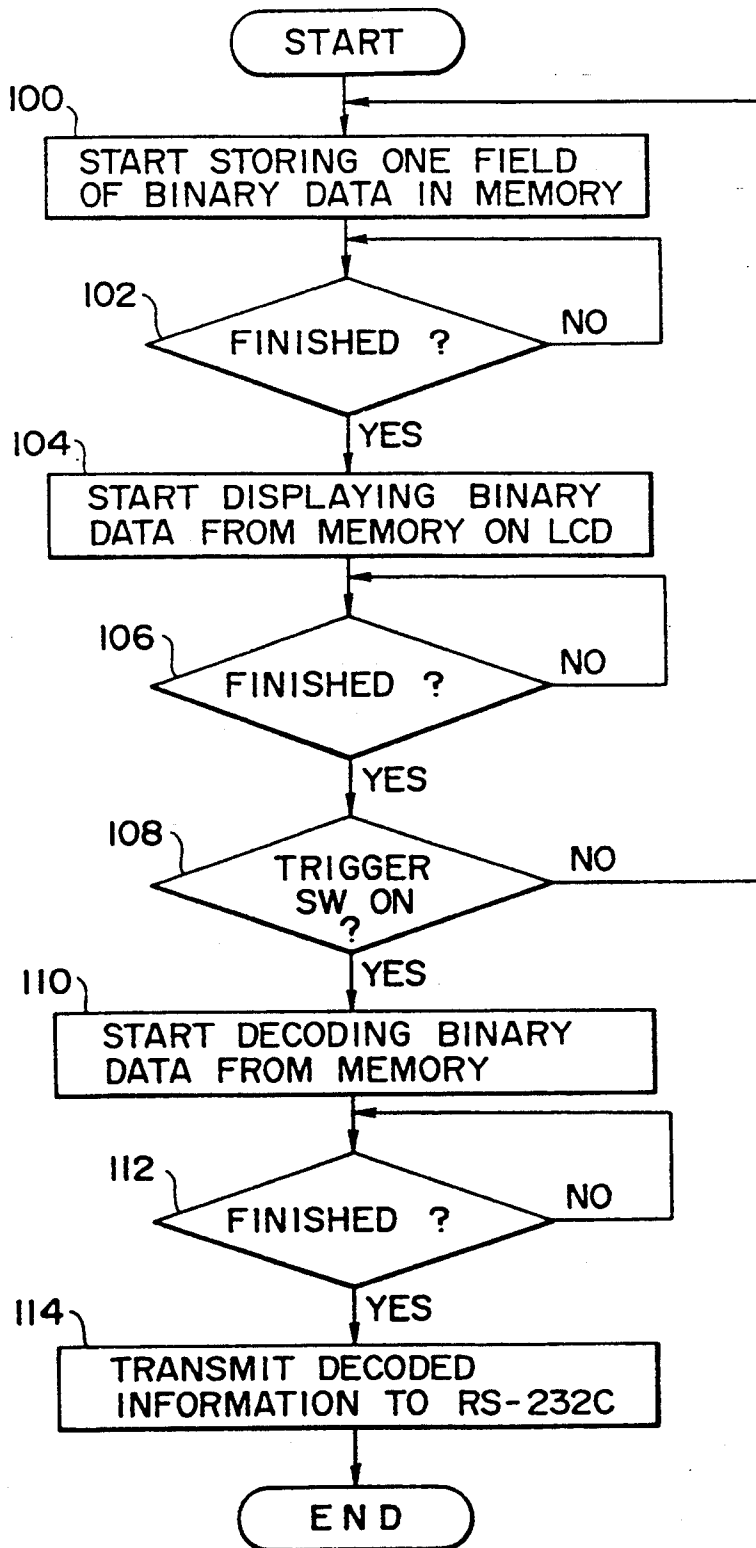 START
100
START STORING ONE FIELD
OF BINARY DATA IN MEMORY
102
FINISHED ?
NO
YES
104
START DISPLAYING BINARY
DATA FROM MEMORY ON LCD
106
FINISHED ?
NO
YES
108
TRIGGER
SW ON
?
NO
YES
110
START DECODING BINARY
DATA FROM MEMORY
112
FINISHED ?
NO
YES
114
TRANSMIT DECODED
INFORMATION TO RS-232C
END